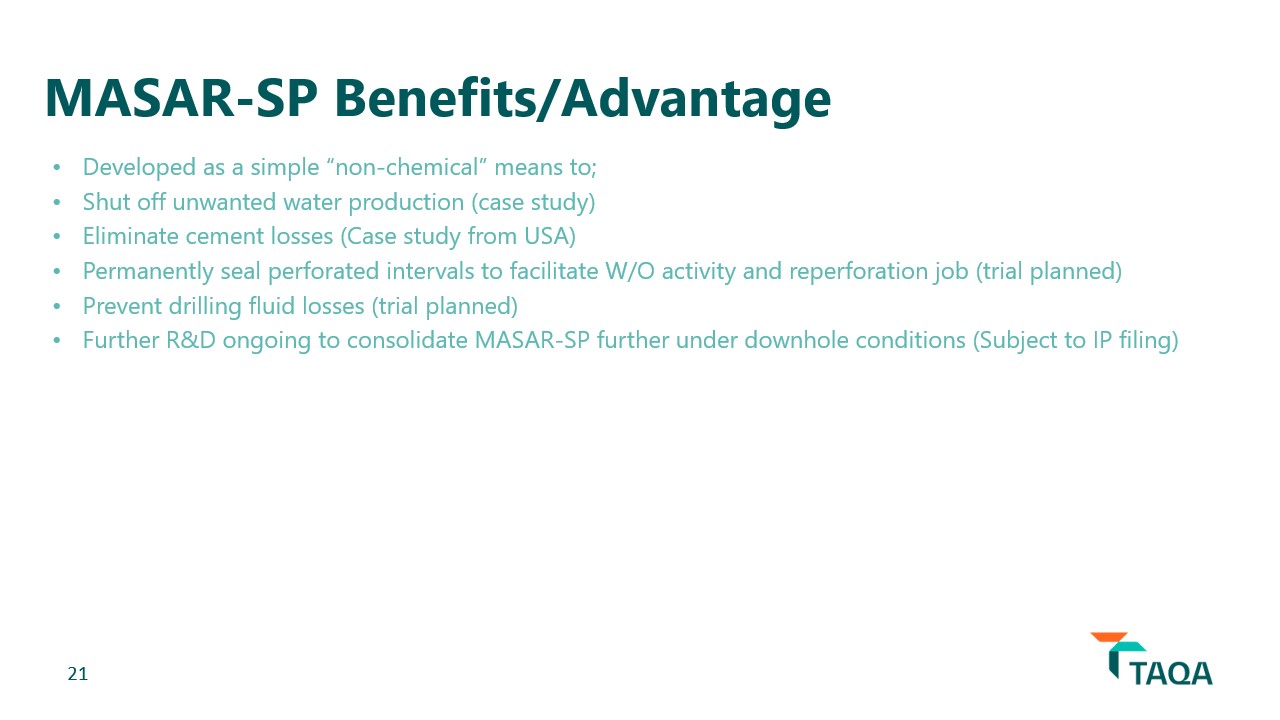 MASAR-SP Benefits/Advantage
• Developed as a simple “non-chemical” means to;
• Shut off unwanted water production (case study)
• Eliminate cement losses (Case study from USA)
• Permanently seal perforated intervals to facilitate W/O activity and reperforation job (trial planned)
• Prevent drilling fluid losses (trial planned)
• Further R&D ongoing to consolidate MASAR-SP further under downhole conditions (Subject to IP filing)
21
TAQA